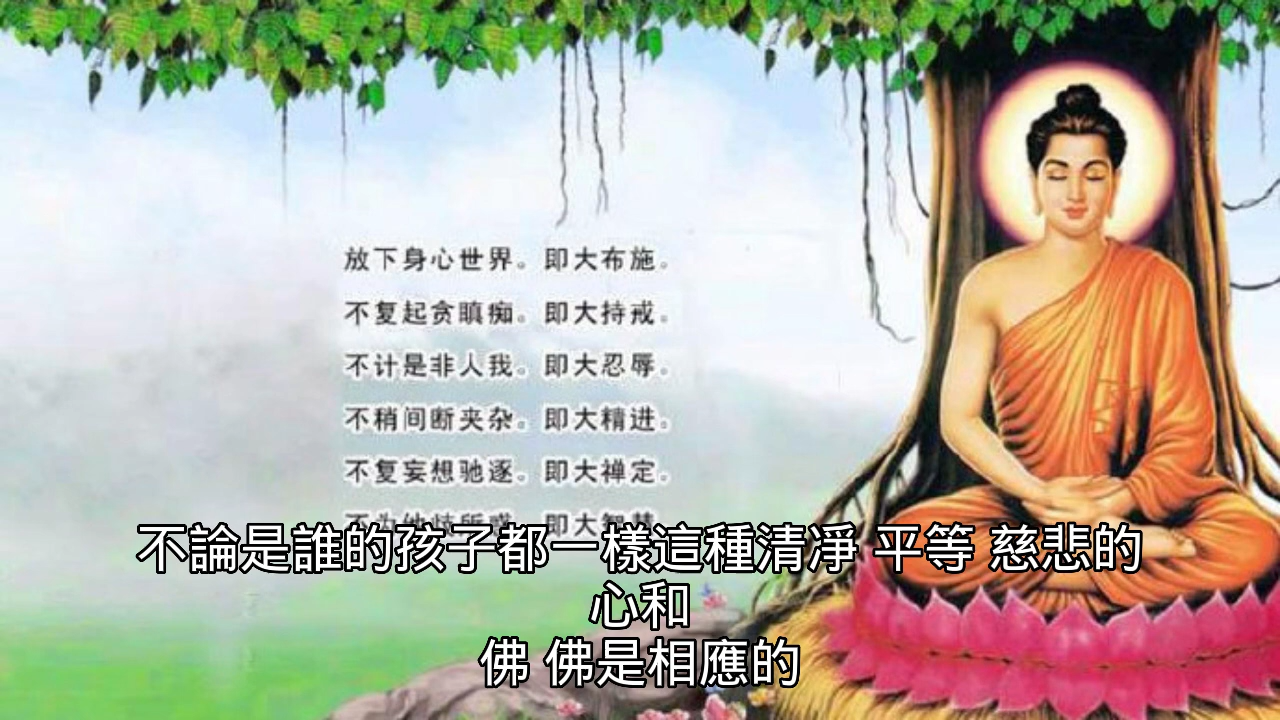 放下身心世界。即大布施。
不复起贪瞋痴。即大持戒。
不计是非人我。即大忍辱。
不稍间断夹杂。即大精进。
不复妄想驰逐。即大禅定。
即大智慧
不論是誰的孩子都一樣這種清淨 平等 慈悲的
心和
佛 佛是相應的